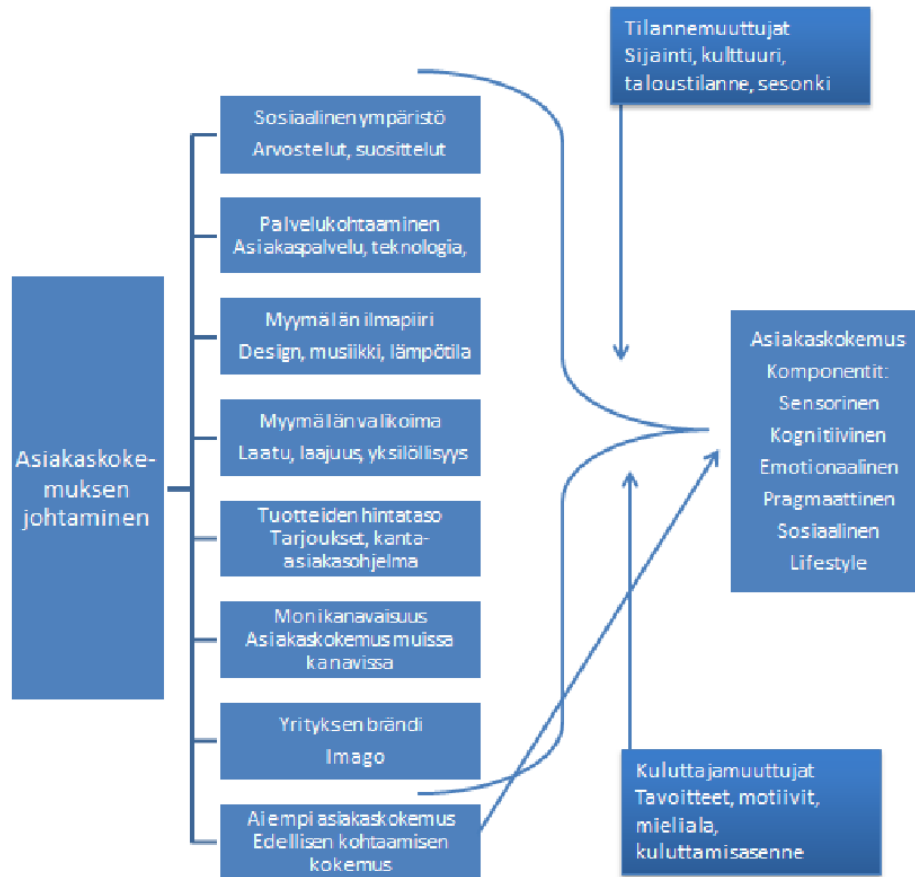 Tilannemuuttujat
Sijainti, kulttuuri,
taloustilanne, sesonki
Sosiaalinen ympäristö
Arvostelut, suosittelut
Palvelukohtaaminen
Asiakaspalvelu, teknologia,
Myymälän ilmapiiri
Design, musiikki, lämpötila
Myymälän valikoima
Laatu, laajuus, yksilöllisyys
Asiakaskoke-
muksen
johtaminen
Tuotteiden hintataso
Tarjoukset, kanta-
asiakasohjelma
Monikanavaisuus
Asiakaskokemus muissa
kanavissa
Yrityksen brändi
Imago
Aiempi asiakaskokemus
Edellisen kohtaamisen
kokemus
Asiakaskokemus
Komponentit:
Sensorinen
Kognitiivinen
Emotionaalinen
Pragmaattinen
Sosiaalinen
Lifestyle
Kuluttajamuuttujat
Tavoitteet, motiivit,
mieliala,
kuluttamisasenne